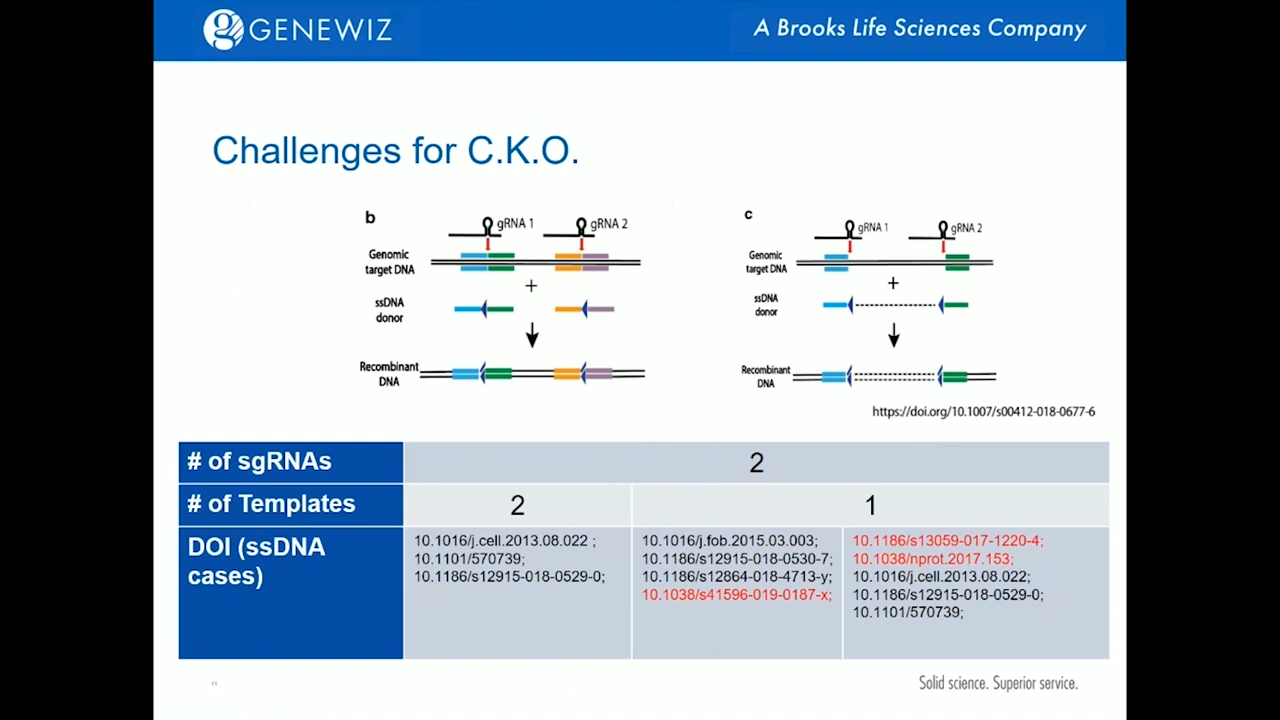 GENEWIZ
A Brooks Life Sciences Company
Challenges for C.K.O.
b
gRNA 1
gRNA 2
Genomic
target DNA
+
ssDNA
donor
Recombinant
DNA
c
gRNA 1
gRNA 2
Genomic
target DNA
+
ssDNA
donor
Recombinant
DNA
https://doi.org/10.1007/s00412-018-0677-6
# of sgRNAs
2
# of Templates
2
1
DOI (ssDNA
cases)
10.1016/j.cell.2013.08.022 ;
10.1101/570739;
10.1186/s12915-018-0529-0;
10.1016/j.fob.2015.03.003;
10.1186/s12915-018-0530-7;
10.1186/s12864-018-4713-y;
10.1038/s41596-019-0187-x;
10.1186/s13059-017-1220-4;
10.1038/nprot.2017.153;
10.1016/j.cell.2013.08.022;
10.1186/s12915-018-0529-0;
10.1101/570739;
Solid science. Superior service.